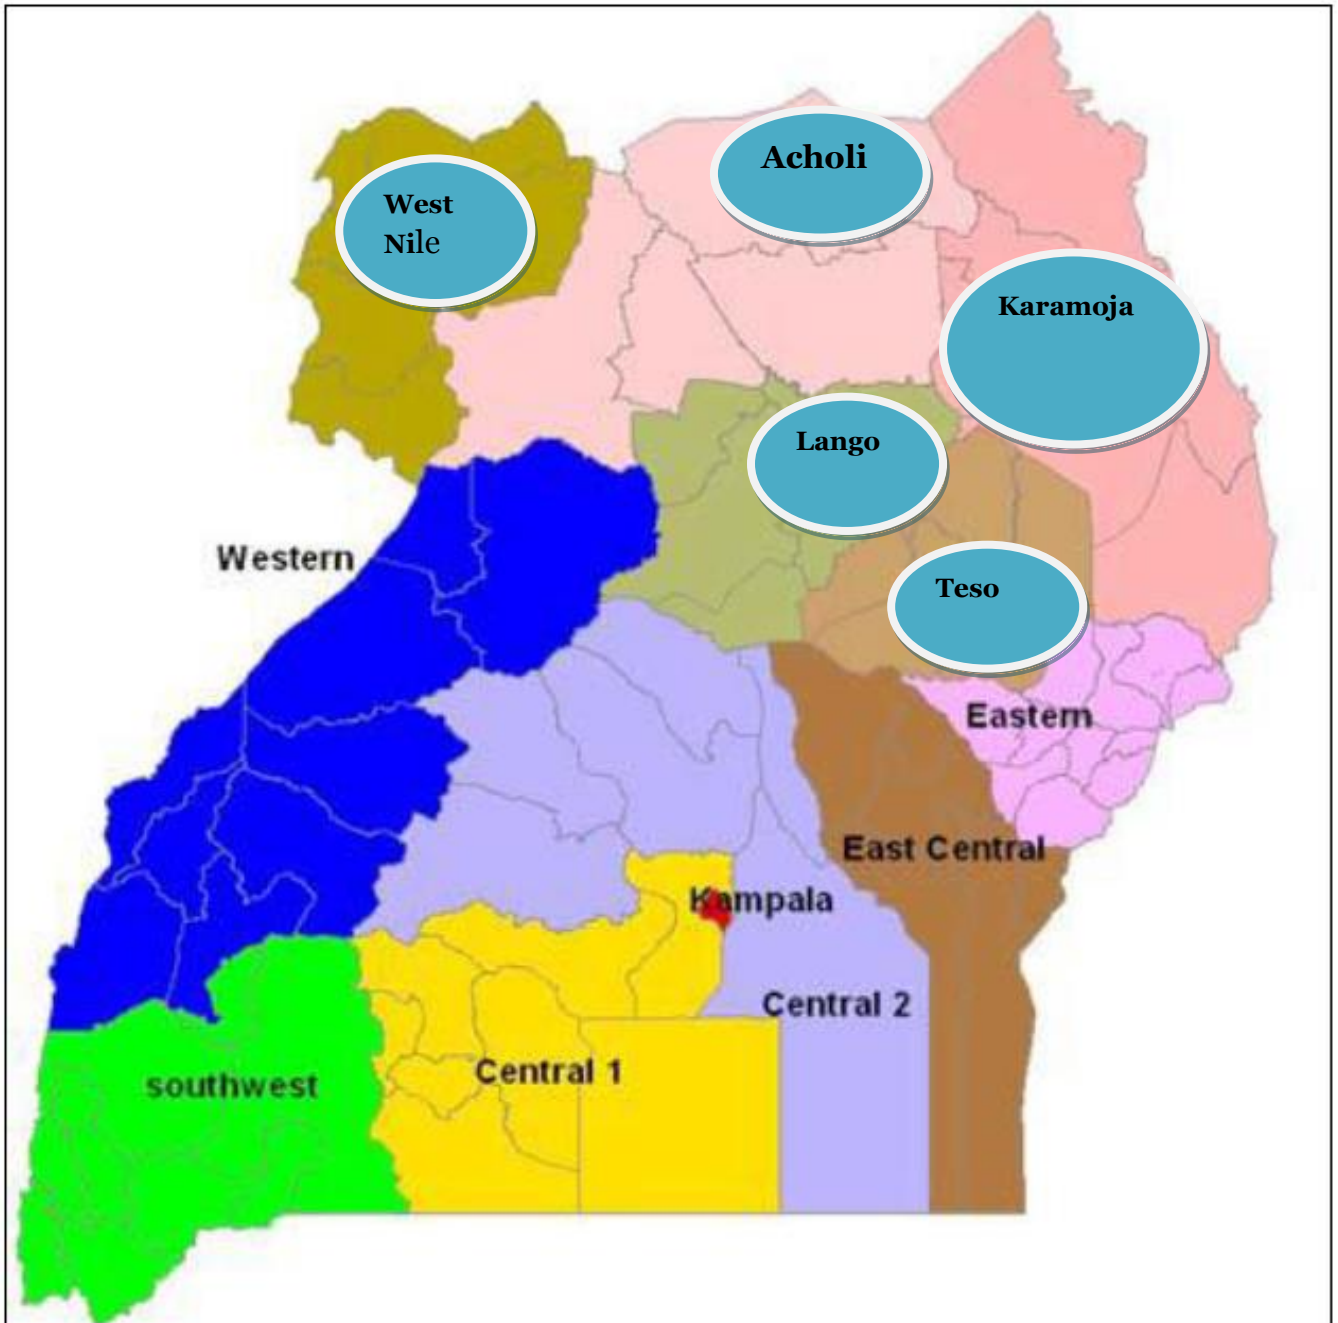 Acholi
West
Nile
Karamoja
Lango
Western
Teso
Eastern
East Central
Kampala
Central 2
Central 1
southwest